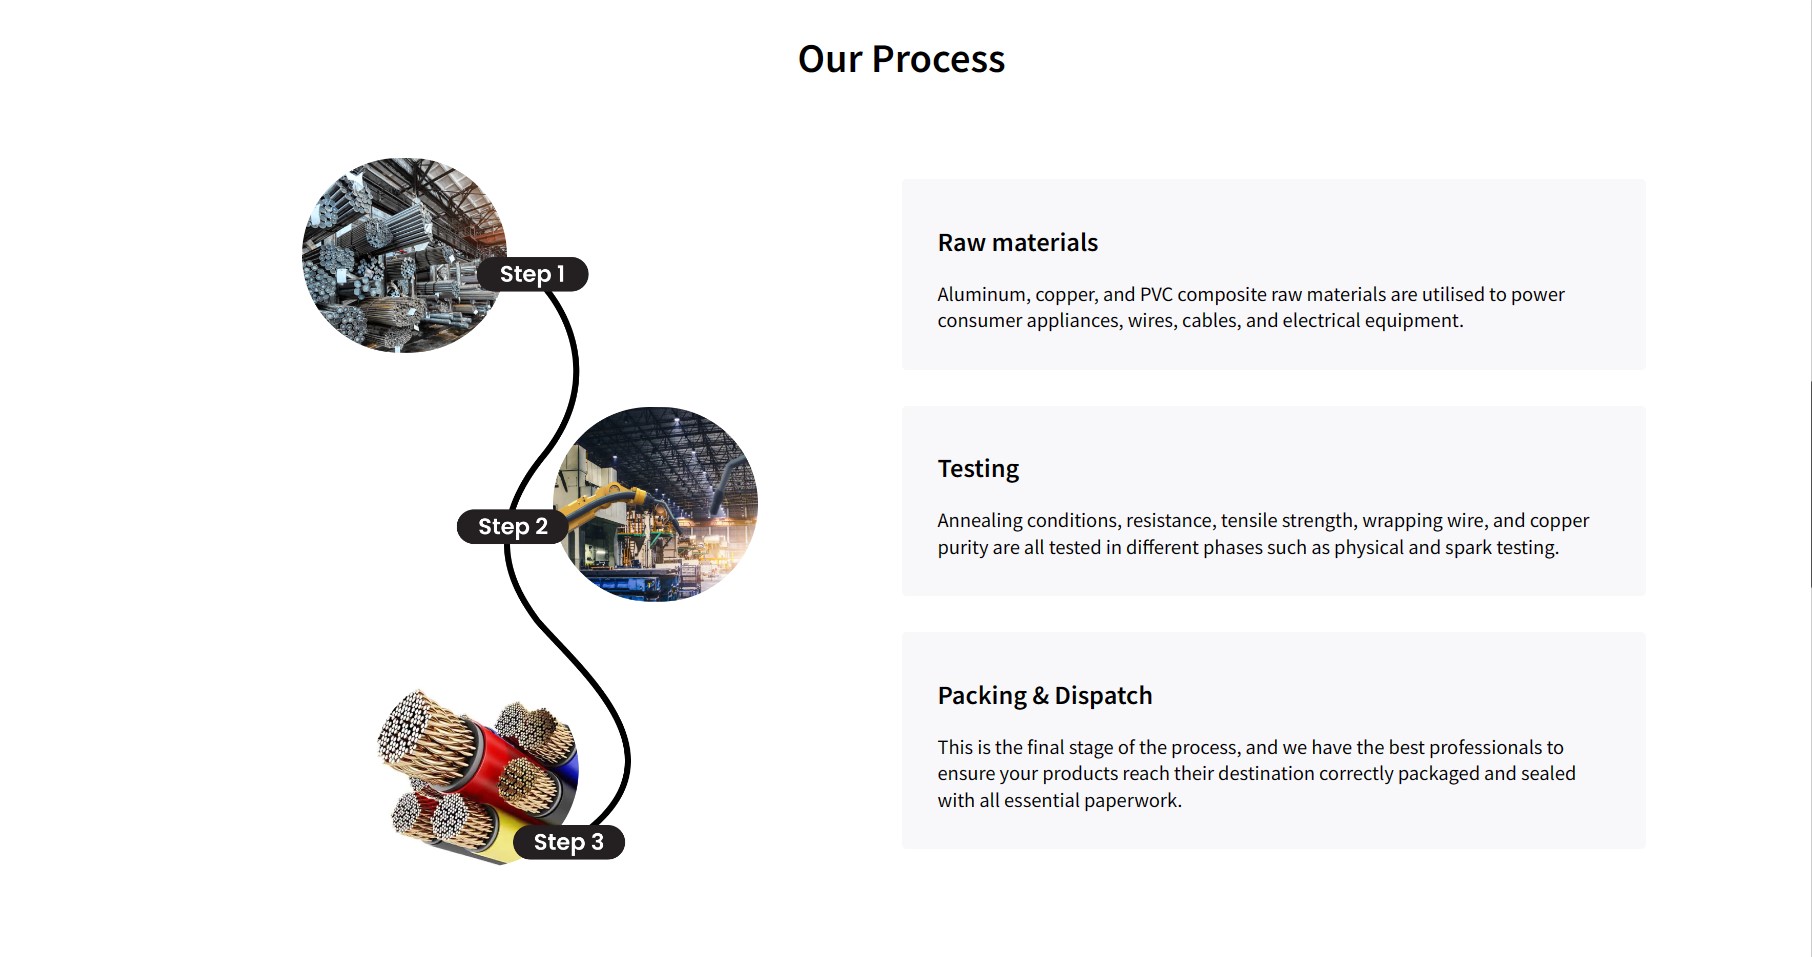 Our Process
Step 1
Raw materials
Aluminum, copper, and PVC composite raw materials are utilised to power
consumer appliances, wires, cables, and electrical equipment.
Step 2
Testing
Annealing conditions, resistance, tensile strength, wrapping wire, and copper
purity are all tested in different phases such as physical and spark testing.
Step 3
Packing & Dispatch
This is the final stage of the process, and we have the best professionals to
ensure your products reach their destination correctly packaged and sealed
with all essential paperwork.